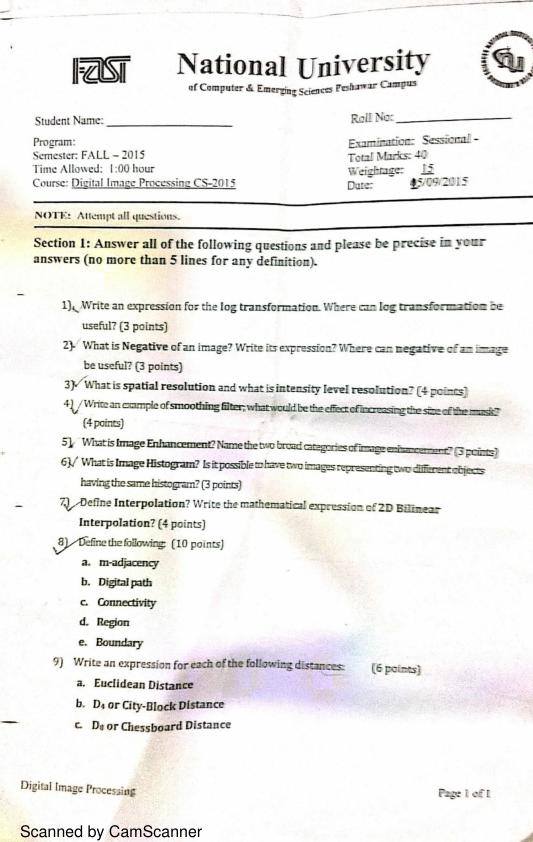 FAST
National University
of Computer & Emerging Sciences Peshawar Campus
Student Name:
Roll No:
Program:
Semester: FALL – 2015
Time Allowed: 1:00 hour
Course: Digital Image Processing CS-2015
Examination: Sessional -
Total Marks: 40
Weightage: 15
Date: 15/09/2015
NOTE: Attempt all questions.
Section 1: Answer all of the following questions and please be precise in your
answers (no more than 5 lines for any definition).
1) Write an expression for the log transformation. Where can log transformation be
useful? (3 points)
2) What is Negative of an image? Write its expression? Where can negative of an image
be useful? (3 points)
3) What is spatial resolution and what is intensity level resolution? (4 points)
4) Write an example of smoothing filter; what would be the effect of increasing the size of the mask?
(4 points)
5) What is Image Enhancement? Name the two broad categories of image enhancement? (3 points)
6) What is Image Histogram? Is it possible to have two images representing two different objects
having the same histogram? (3 points)
7) Define Interpolation? Write the mathematical expression of 2D Bilinear
Interpolation? (4 points)
8) Define the following: (10 points)
a. m-adjacency
b. Digital path
c. Connectivity
d. Region
e. Boundary
9) Write an expression for each of the following distances: (6 points)
a. Euclidean Distance
b. D₄ or City-Block Distance
c. D₈ or Chessboard Distance
Digital Image Processing
Page 1 of 1
Scanned by CamScanner